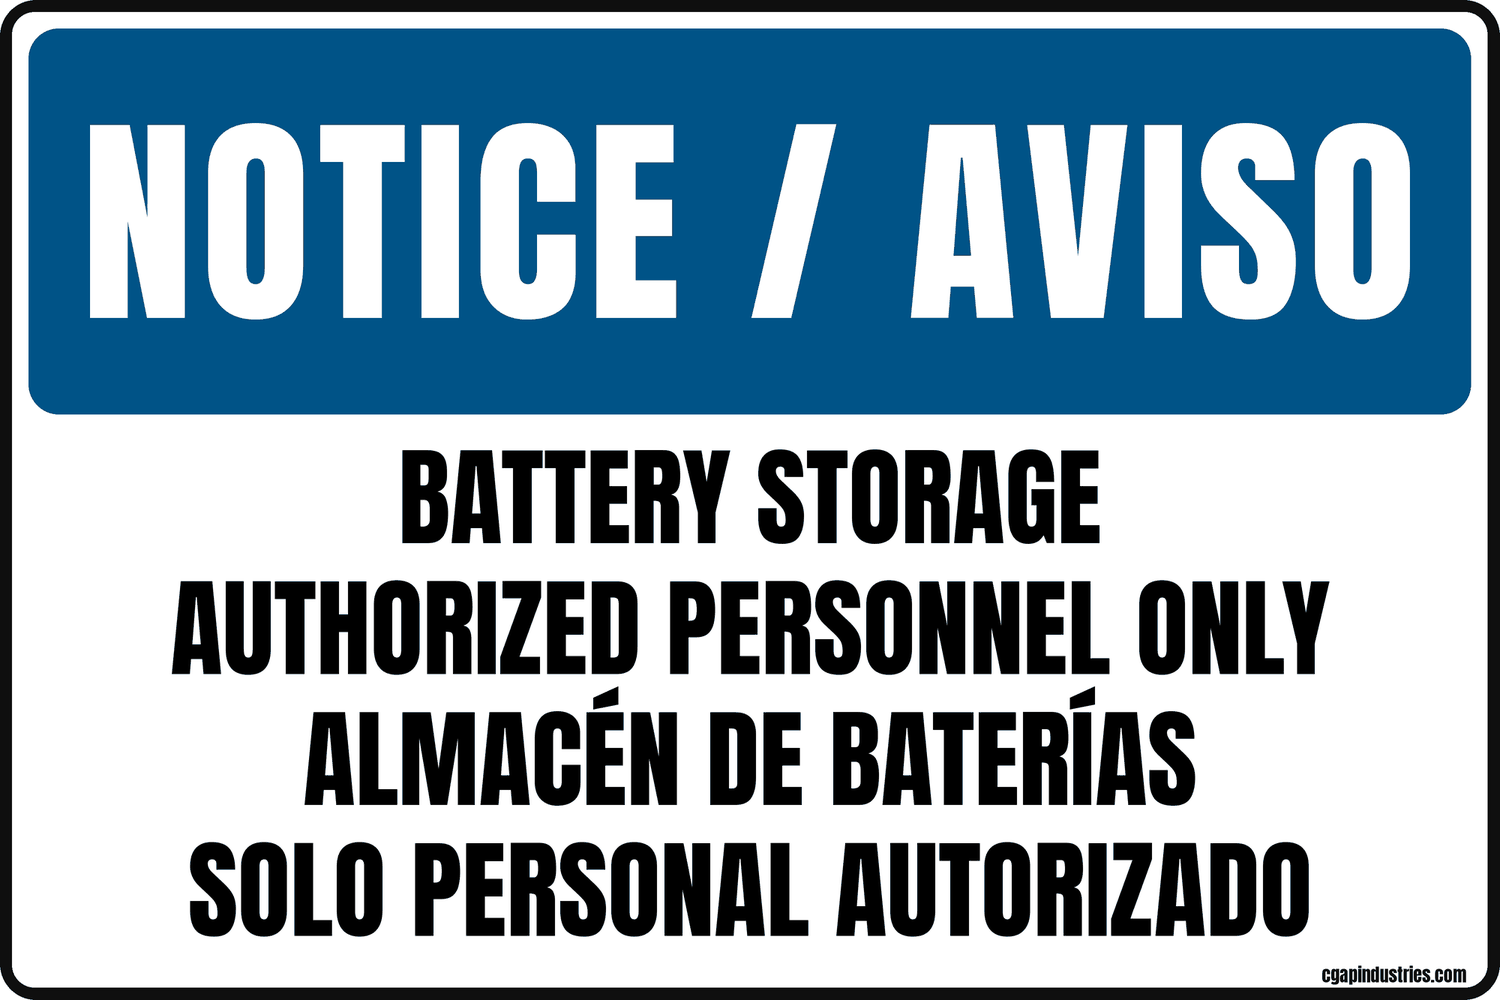 NOTICE / AVISO
BATTERY STORAGE
AUTHORIZED PERSONNEL ONLY
ALMACÉN DE BATERÍAS
SOLO PERSONAL AUTORIZADO
cgapindustries.com